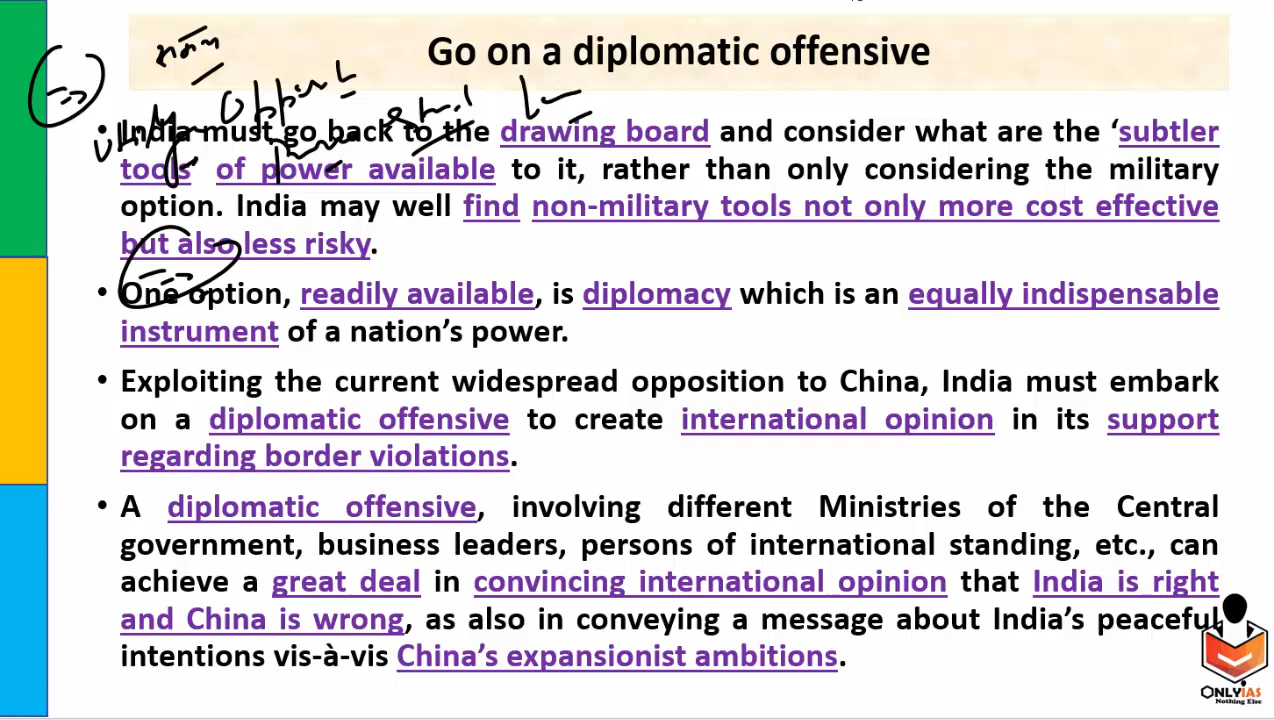 Go on a diplomatic offensive
• India must go back to the drawing board and consider what are the ‘subtler
tools’ of power available to it, rather than only considering the military
option. India may well find non-military tools not only more cost effective
but also less risky.
• One option, readily available, is diplomacy which is an equally indispensable
instrument of a nation’s power.
• Exploiting the current widespread opposition to China, India must embark
on a diplomatic offensive to create international opinion in its support
regarding border violations.
• A diplomatic offensive, involving different Ministries of the Central
government, business leaders, persons of international standing, etc., can
achieve a great deal in convincing international opinion that India is right
and China is wrong, as also in conveying a message about India’s peaceful
intentions vis-à-vis China’s expansionist ambitions.
ONLYIAS
Nothing Else